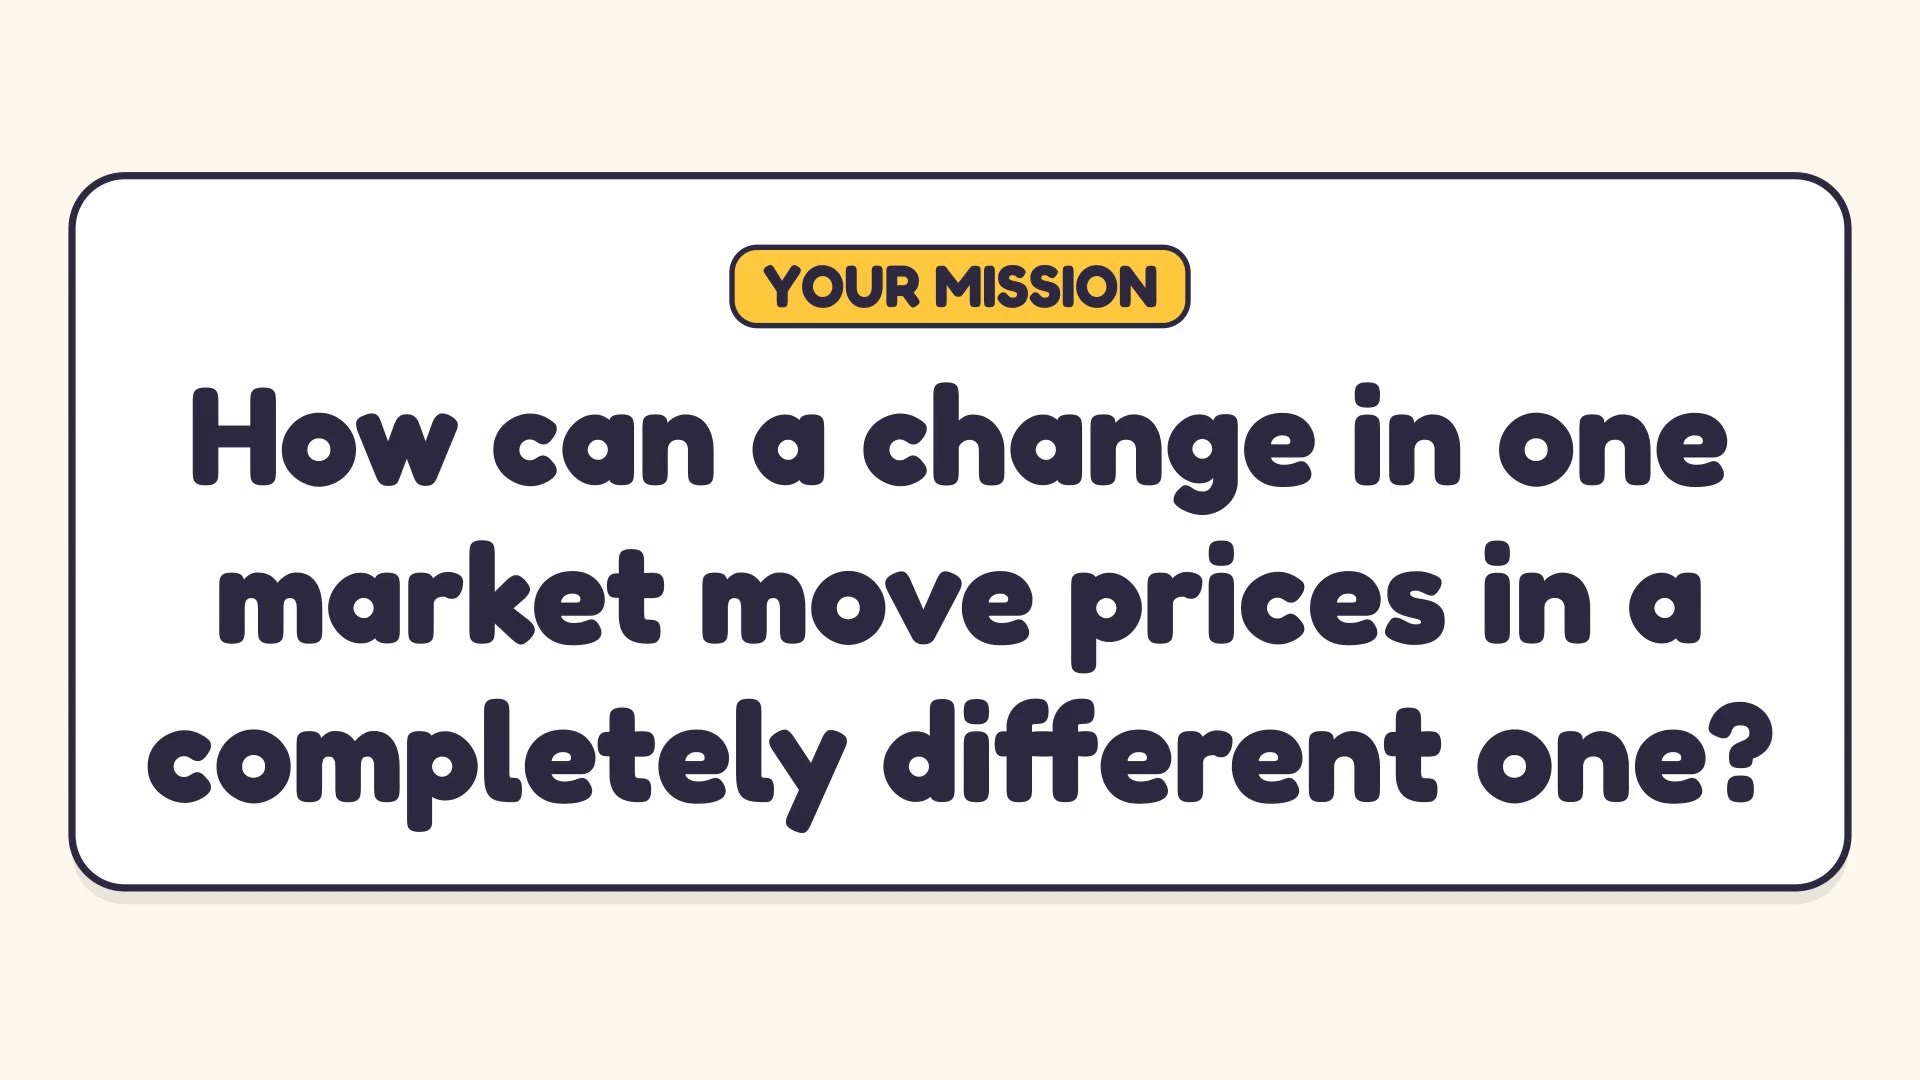 YOUR MISSION
How can a change in one
market move prices in a
completely different one?